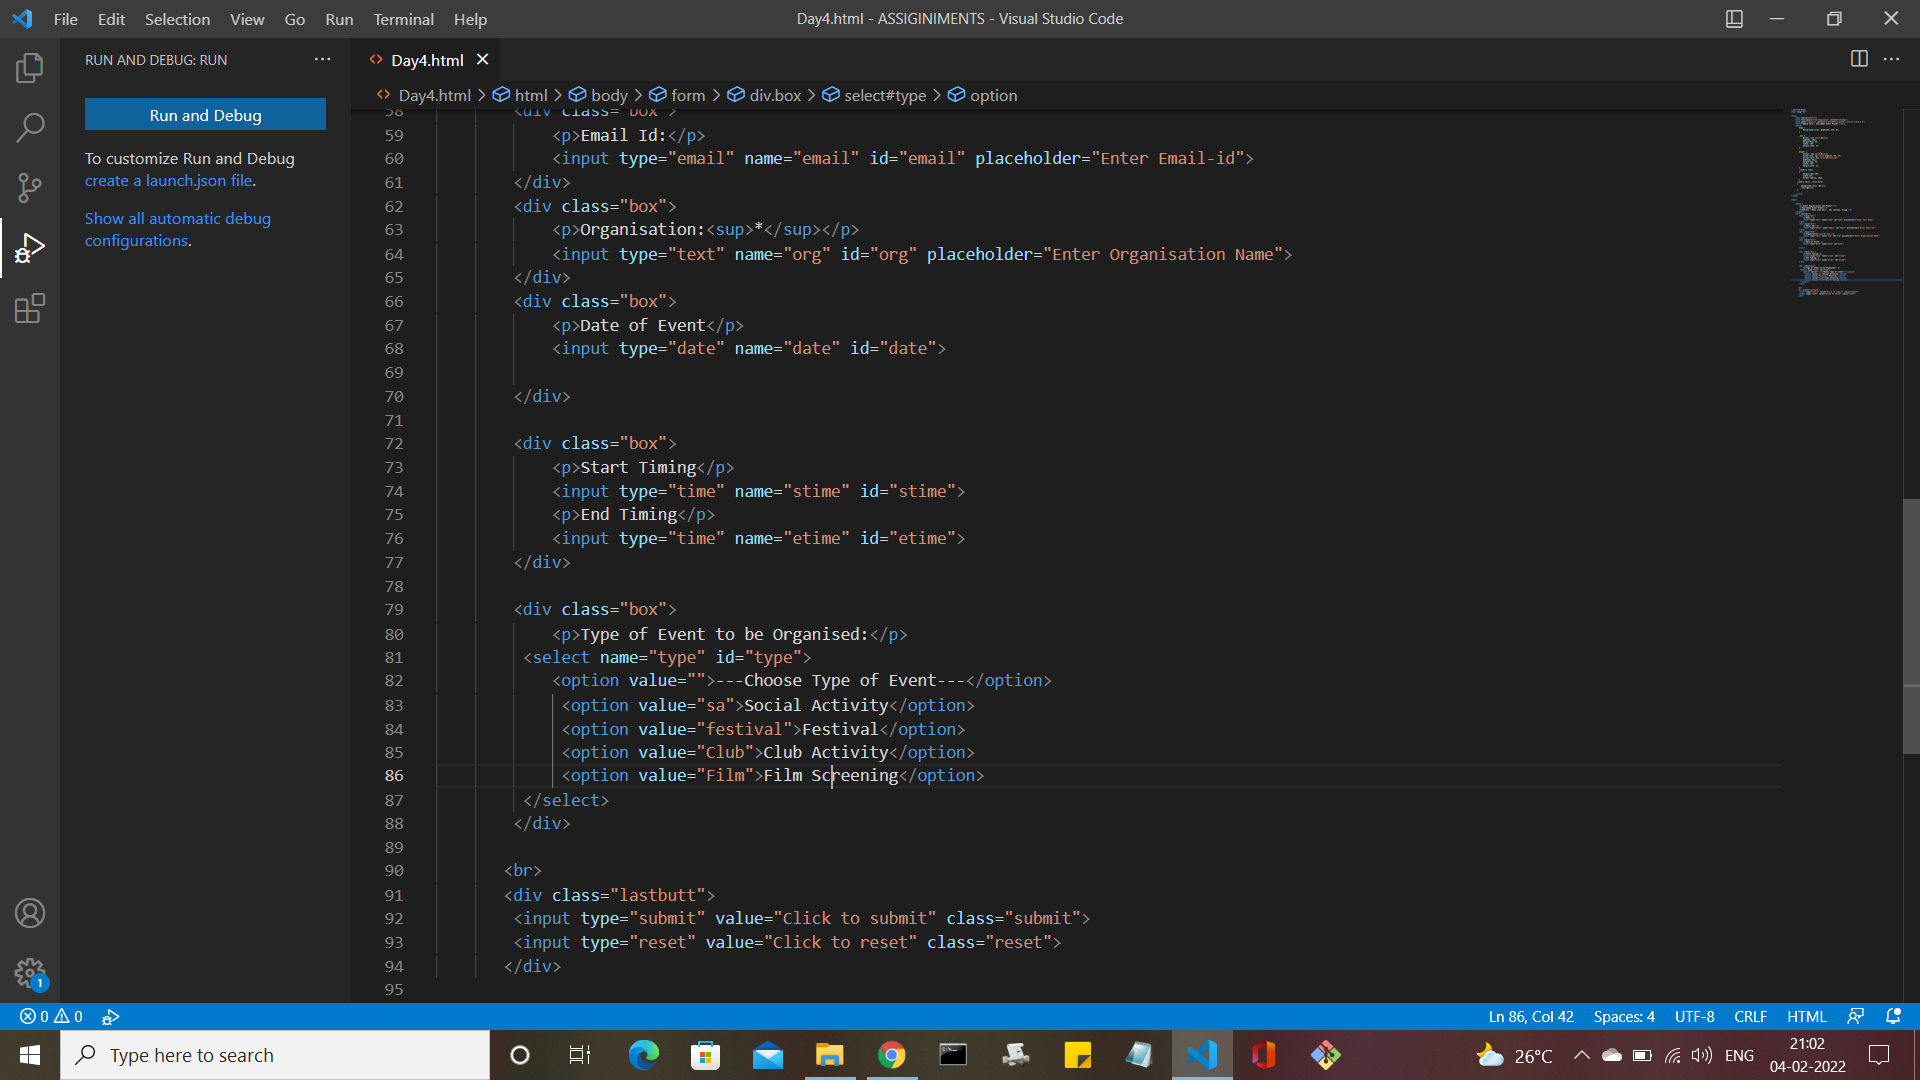 File Edit Selection View Go Run Terminal Help
Day4.html - ASSIGINIMENTS - Visual Studio Code
RUN AND DEBUG: RUN
Run and Debug
To customize Run and Debug
create a launch.json file.
Show all automatic debug
configurations.
Day4.html
Day4.html > html > body > form > div.box > select#type > option
58 <div class="box">
59 <p>Email Id:</p>
60 <input type="email" name="email" id="email" placeholder="Enter Email-id">
61 </div>
62 <div class="box">
63 <p>Organisation:<sup>*</sup></p>
64 <input type="text" name="org" id="org" placeholder="Enter Organisation Name">
65 </div>
66 <div class="box">
67 <p>Date of Event</p>
68 <input type="date" name="date" id="date">
69
70 </div>
71
72 <div class="box">
73 <p>Start Timing</p>
74 <input type="time" name="stime" id="stime">
75 <p>End Timing</p>
76 <input type="time" name="etime" id="etime">
77 </div>
78
79 <div class="box">
80 <p>Type of Event to be Organised:</p>
81 <select name="type" id="type">
82 <option value="">---Choose Type of Event---</option>
83 <option value="sa">Social Activity</option>
84 <option value="festival">Festival</option>
85 <option value="Club">Club Activity</option>
86 <option value="Film">Film Screening</option>
87 </select>
88 </div>
89
90 <br>
91 <div class="lastbutt">
92 <input type="submit" value="Click to submit" class="submit">
93 <input type="reset" value="Click to reset" class="reset">
94 </div>
95
1
0 0
Ln 86, Col 42 Spaces: 4 UTF-8 CRLF HTML
Type here to search
26°C ENG
21:02
04-02-2022